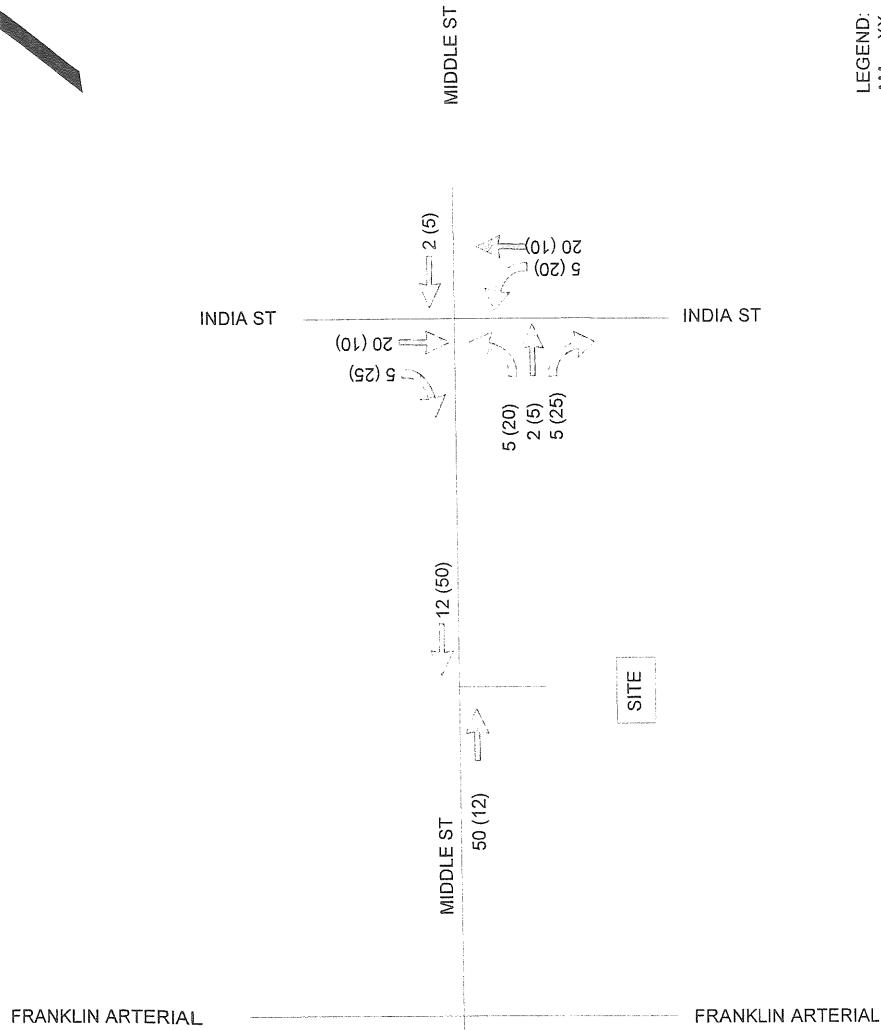 MIDDLE ST
LEGEND:
2 (5)
20 (10)
5 (20)
INDIA ST
INDIA ST
20 (10)
5 (25)
5 (20)
2 (5)
5 (25)
12 (50)
SITE
MIDDLE ST
50 (12)
FRANKLIN ARTERIAL
FRANKLIN ARTERIAL